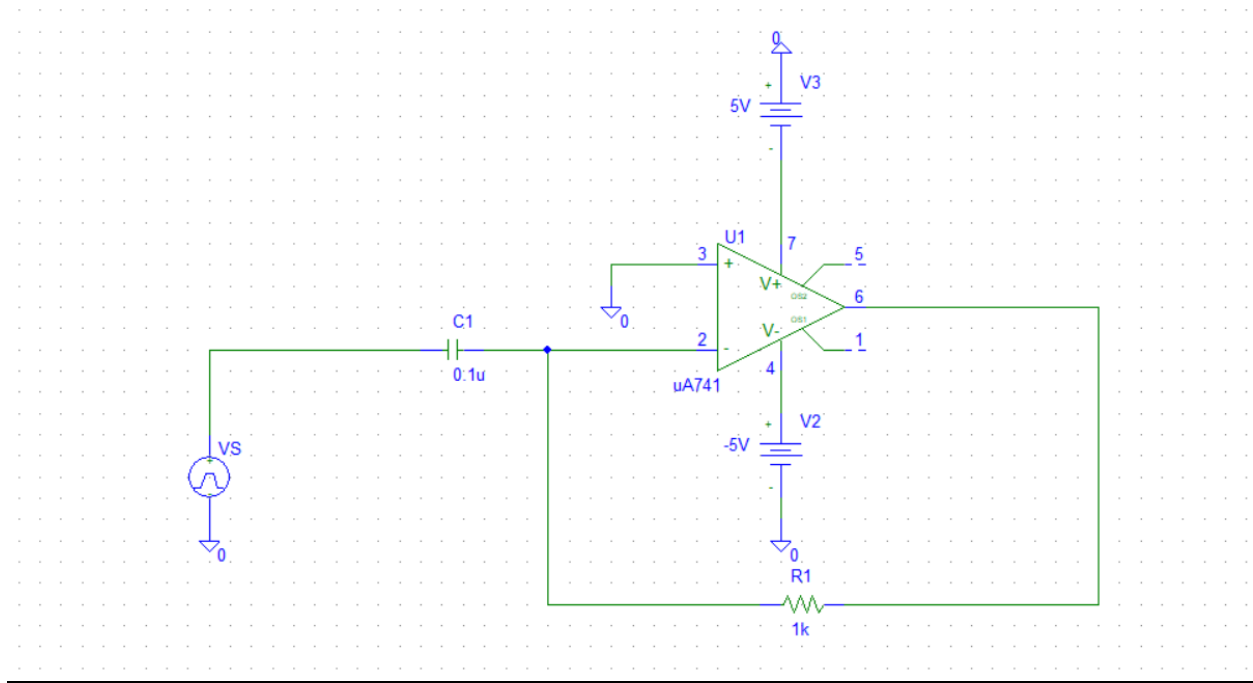 0
+ V3
5V
-
U1
7
3
5
+
V+
OS2
6
0
C1
OS1
V-
2
-
1
0.1u
4
uA741
+ V2
-5V
VS
+
-
-
0
0
R1
1k